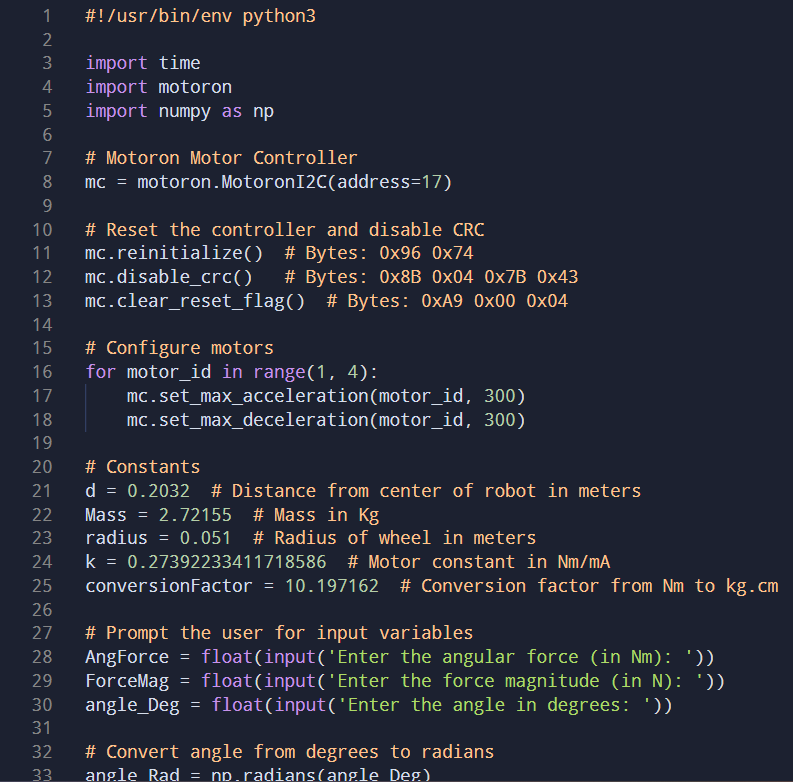 1 #!/usr/bin/env python3
2
3 import time
4 import motoron
5 import numpy as np
6
7 # Motoron Motor Controller
8 mc = motoron.MotoronI2C(address=17)
9
10 # Reset the controller and disable CRC
11 mc.reinitialize()  # Bytes: 0x96 0x74
12 mc.disable_crc()   # Bytes: 0x8B 0x04 0x7B 0x43
13 mc.clear_reset_flag()  # Bytes: 0xA9 0x00 0x04
14
15 # Configure motors
16 for motor_id in range(1, 4):
17     mc.set_max_acceleration(motor_id, 300)
18     mc.set_max_deceleration(motor_id, 300)
19
20 # Constants
21 d = 0.2032  # Distance from center of robot in meters
22 Mass = 2.72155  # Mass in Kg
23 radius = 0.051  # Radius of wheel in meters
24 k = 0.27392233411718586  # Motor constant in Nm/mA
25 conversionFactor = 10.197162  # Conversion factor from Nm to kg.cm
26
27 # Prompt the user for input variables
28 AngForce = float(input('Enter the angular force (in Nm): '))
29 ForceMag = float(input('Enter the force magnitude (in N): '))
30 angle_Deg = float(input('Enter the angle in degrees: '))
31
32 # Convert angle from degrees to radians
33 angle_Rad = np.radians(angle_Deg)